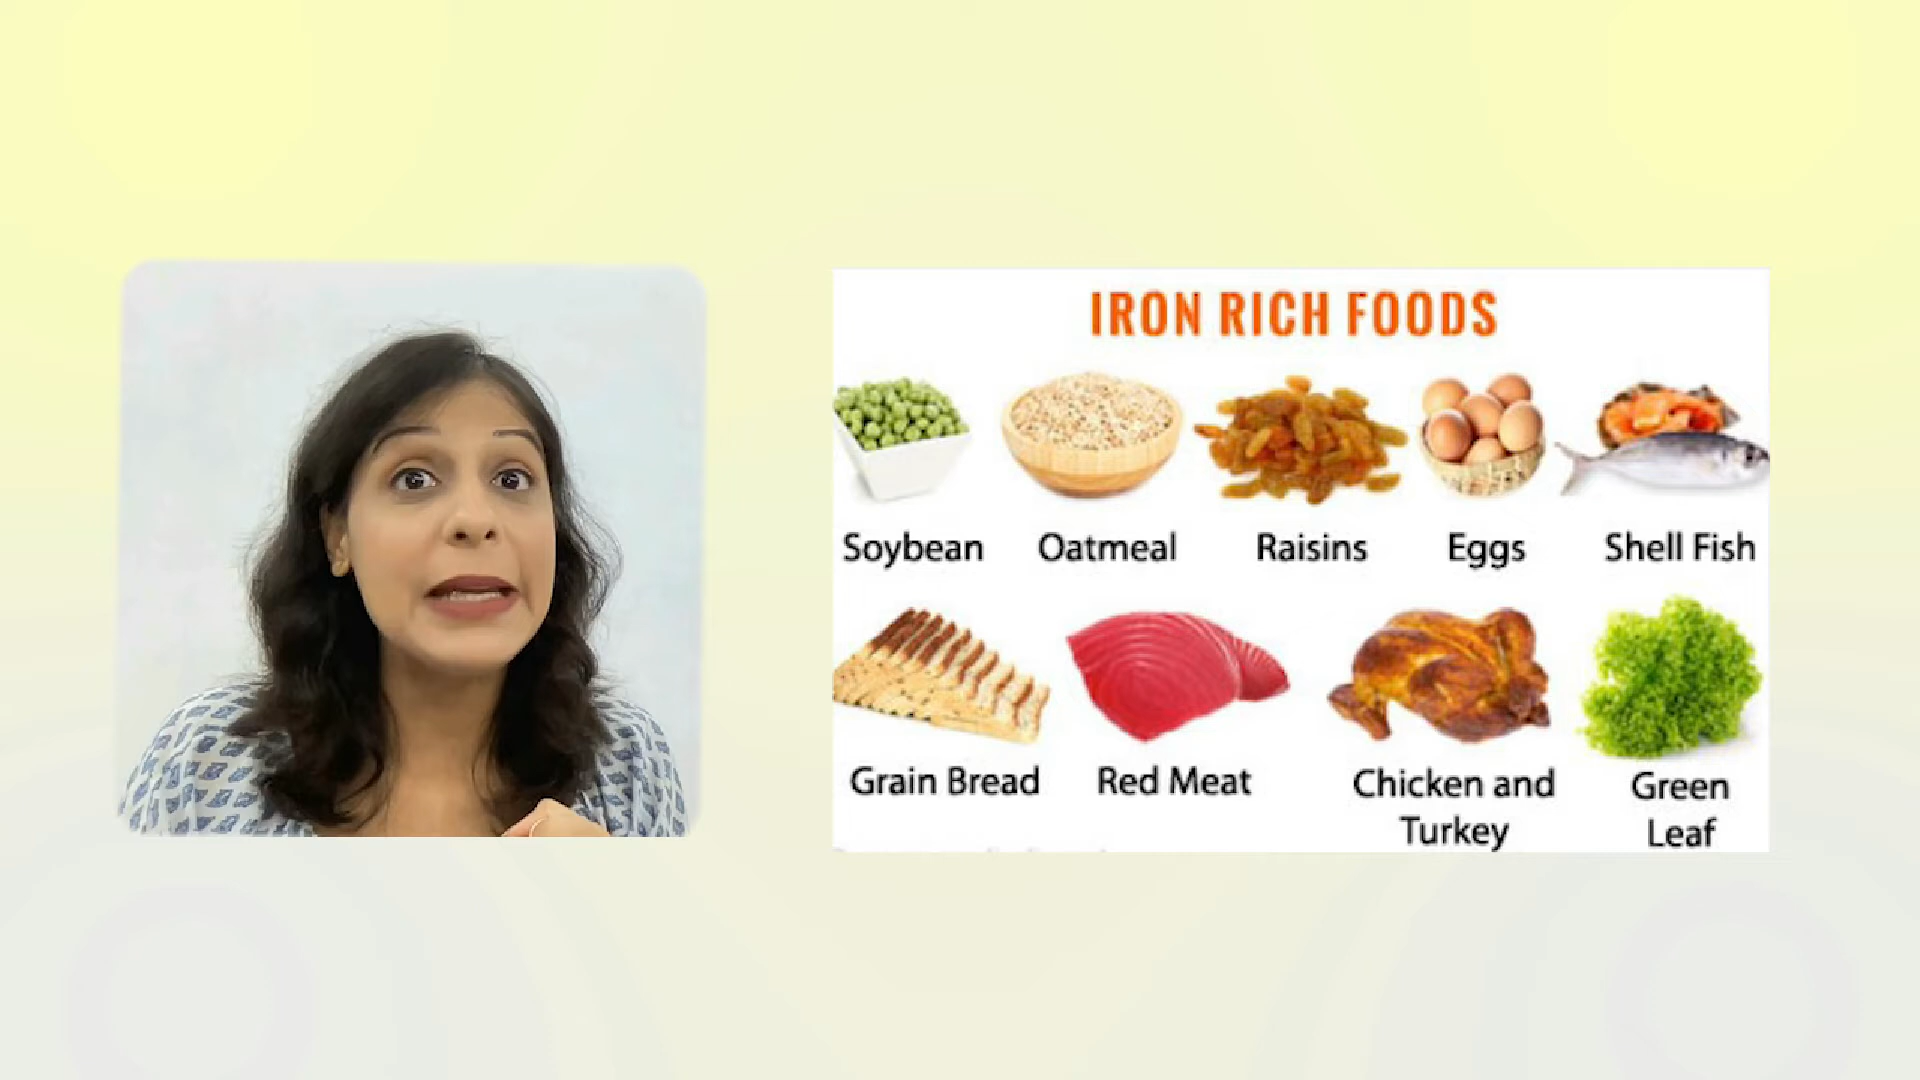 IRON RICH FOODS
Soybean
Oatmeal
Raisins
Eggs
Shell Fish
Grain Bread
Red Meat
Chicken and
Turkey
Green
Leaf